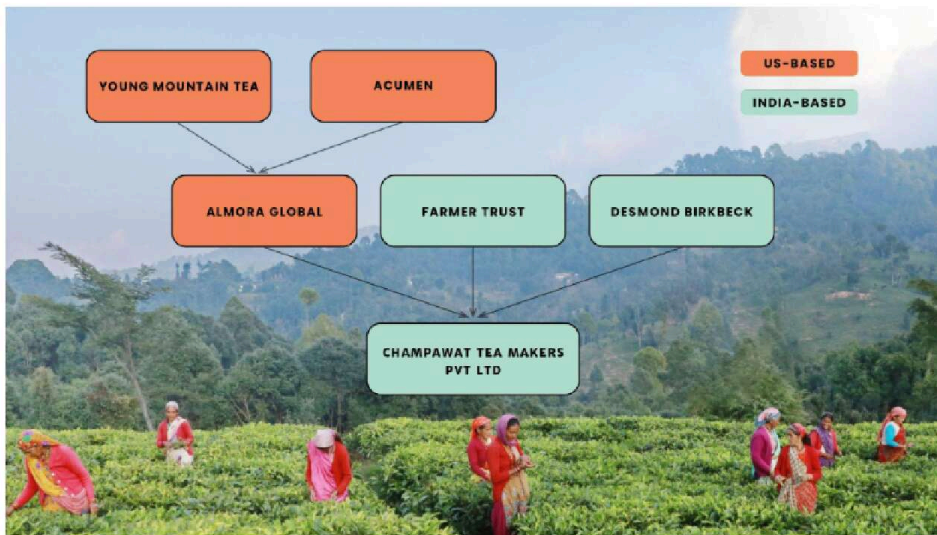 YOUNG MOUNTAIN TEA
ACUMEN
US-BASED
INDIA-BASED
ALMORA GLOBAL
FARMER TRUST
DESMOND BIRKBECK
CHAMPAWAT TEA MAKERS
PVT LTD